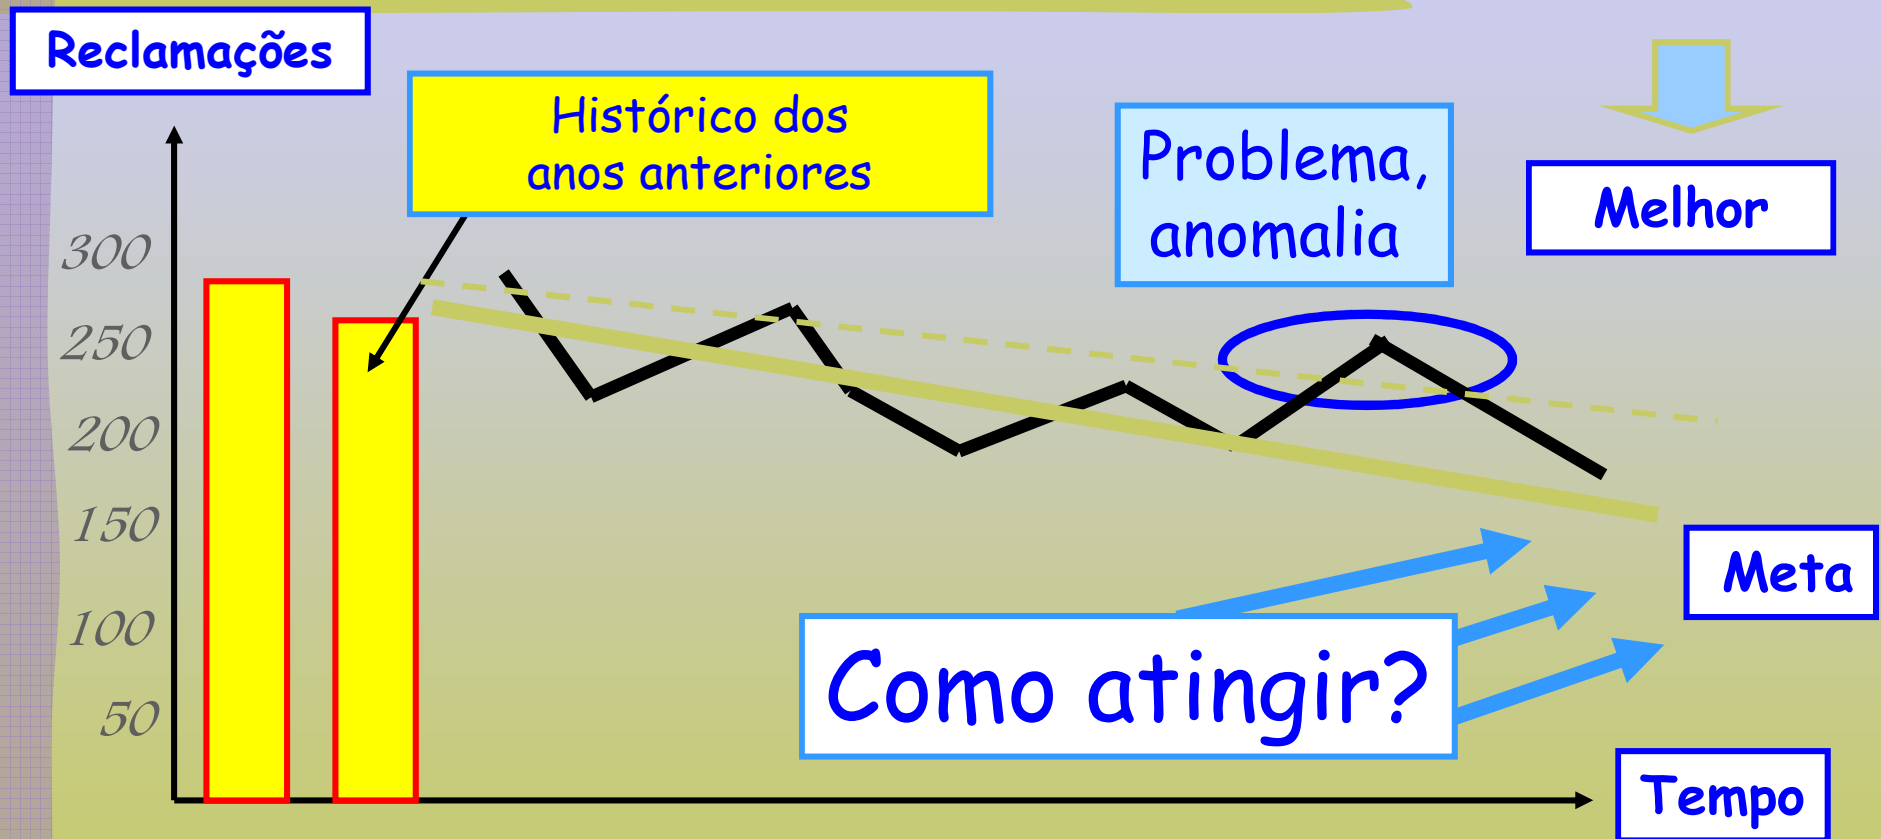 Reclamações
Histórico dos
anos anteriores
Problema,
anomalia
Melhor
300
250
200
150
100
50
Meta
Como atingir?
Tempo